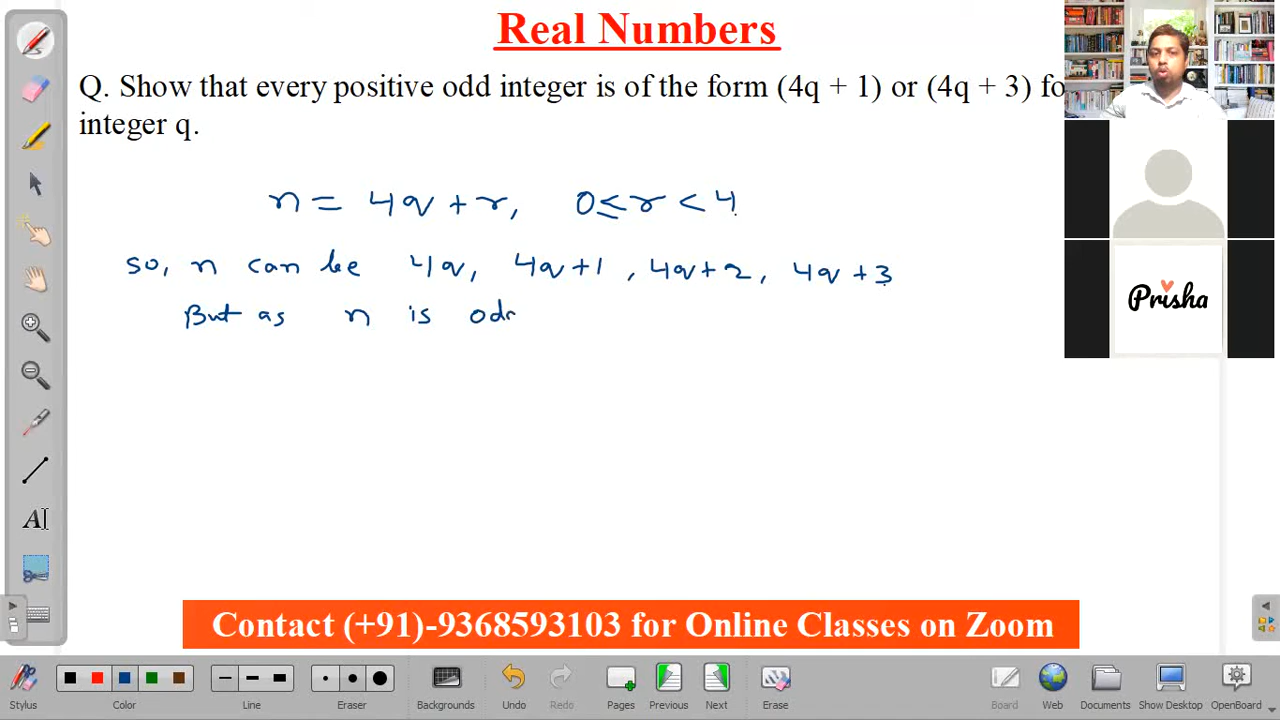 Real Numbers
Q. Show that every positive odd integer is of the form (4q + 1) or (4q + 3) fo
integer q.
n = 4q + r, 0 ≤ r < 4
so, n can be 4q, 4q+1, 4q+2, 4q+3
But as n is odd
Prisha
AI
Contact (+91)-9368593103 for Online Classes on Zoom
Color Line Eraser Backgrounds Undo Redo Pages Previous Next Erase Board Web Documents Show Desktop OpenBoard